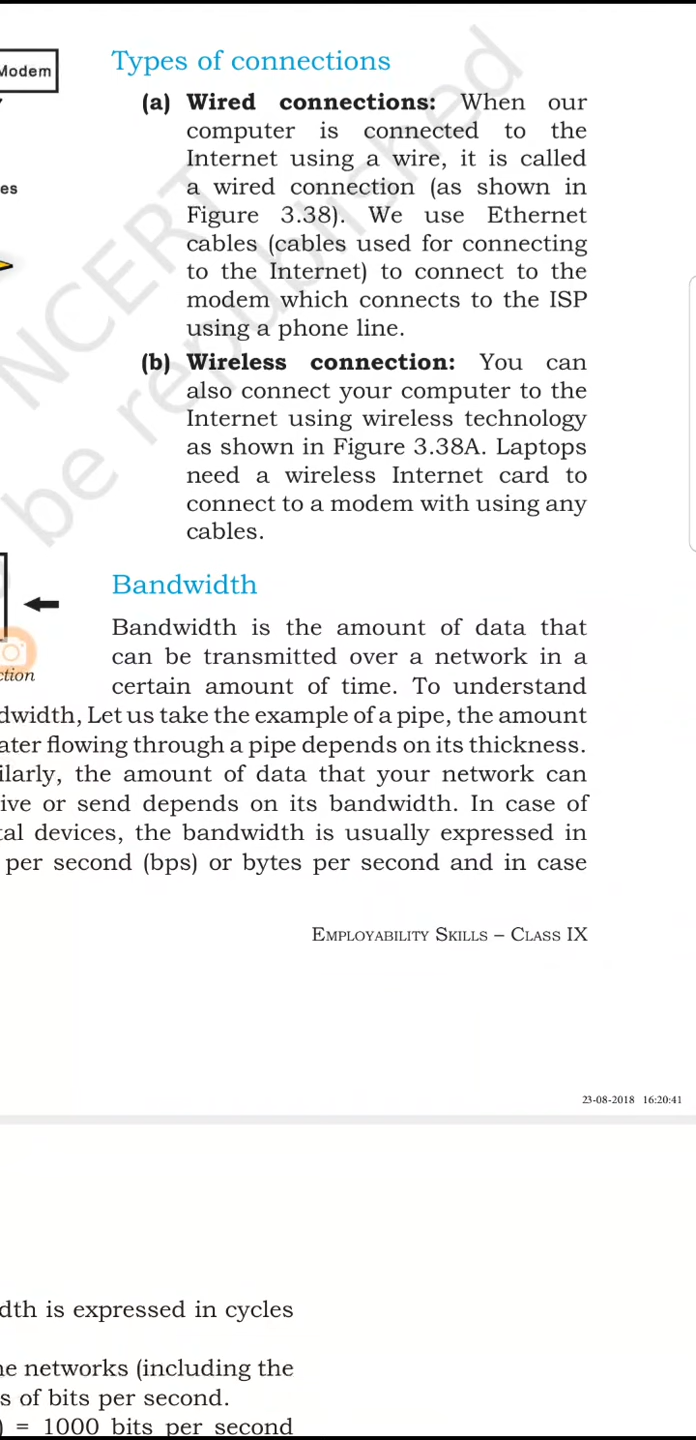 Modem
es
Types of connections
(a) Wired connections: When our
computer is connected to the
Internet using a wire, it is called
a wired connection (as shown in
Figure 3.38). We use Ethernet
cables (cables used for connecting
to the Internet) to connect to the
modem which connects to the ISP
using a phone line.
(b) Wireless connection: You can
also connect your computer to the
Internet using wireless technology
as shown in Figure 3.38A. Laptops
need a wireless Internet card to
connect to a modem with using any
cables.
ction
Bandwidth
Bandwidth is the amount of data that
can be transmitted over a network in a
certain amount of time. To understand
dwidth, Let us take the example of a pipe, the amount
ater flowing through a pipe depends on its thickness.
ilarly, the amount of data that your network can
ive or send depends on its bandwidth. In case of
tal devices, the bandwidth is usually expressed in
per second (bps) or bytes per second and in case
NCERT
be republished
EMPLOYABILITY SKILLS – CLASS IX
23-08-2018 16:20:41
dth is expressed in cycles
ne networks (including the
s of bits per second.
) = 1000 bits per second